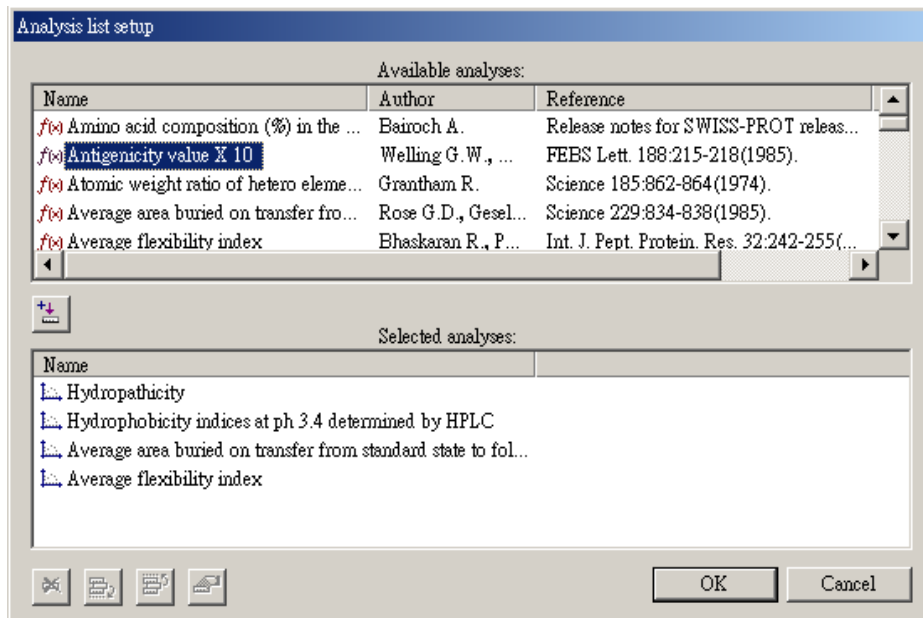 Analysis list setup
Available analyses:
Name Author Reference
f(x) Amino acid composition (%) in the ... Bairoch A. Release notes for SWISS-PROT releas...
f(x) Antigenicity value X 10 Welling G.W., ... FEBS Lett. 188:215-218(1985).
f(x) Atomic weight ratio of hetero eleme... Grantham R. Science 185:862-864(1974).
f(x) Average area buried on transfer fro... Rose G.D., Gesel... Science 229:834-838(1985).
f(x) Average flexibility index Bhaskaran R., P... Int. J. Pept. Protein. Res. 32:242-255(...
Selected analyses:
Name
Hydropathicity
Hydrophobicity indices at ph 3.4 determined by HPLC
Average area buried on transfer from standard state to fol...
Average flexibility index
OK Cancel